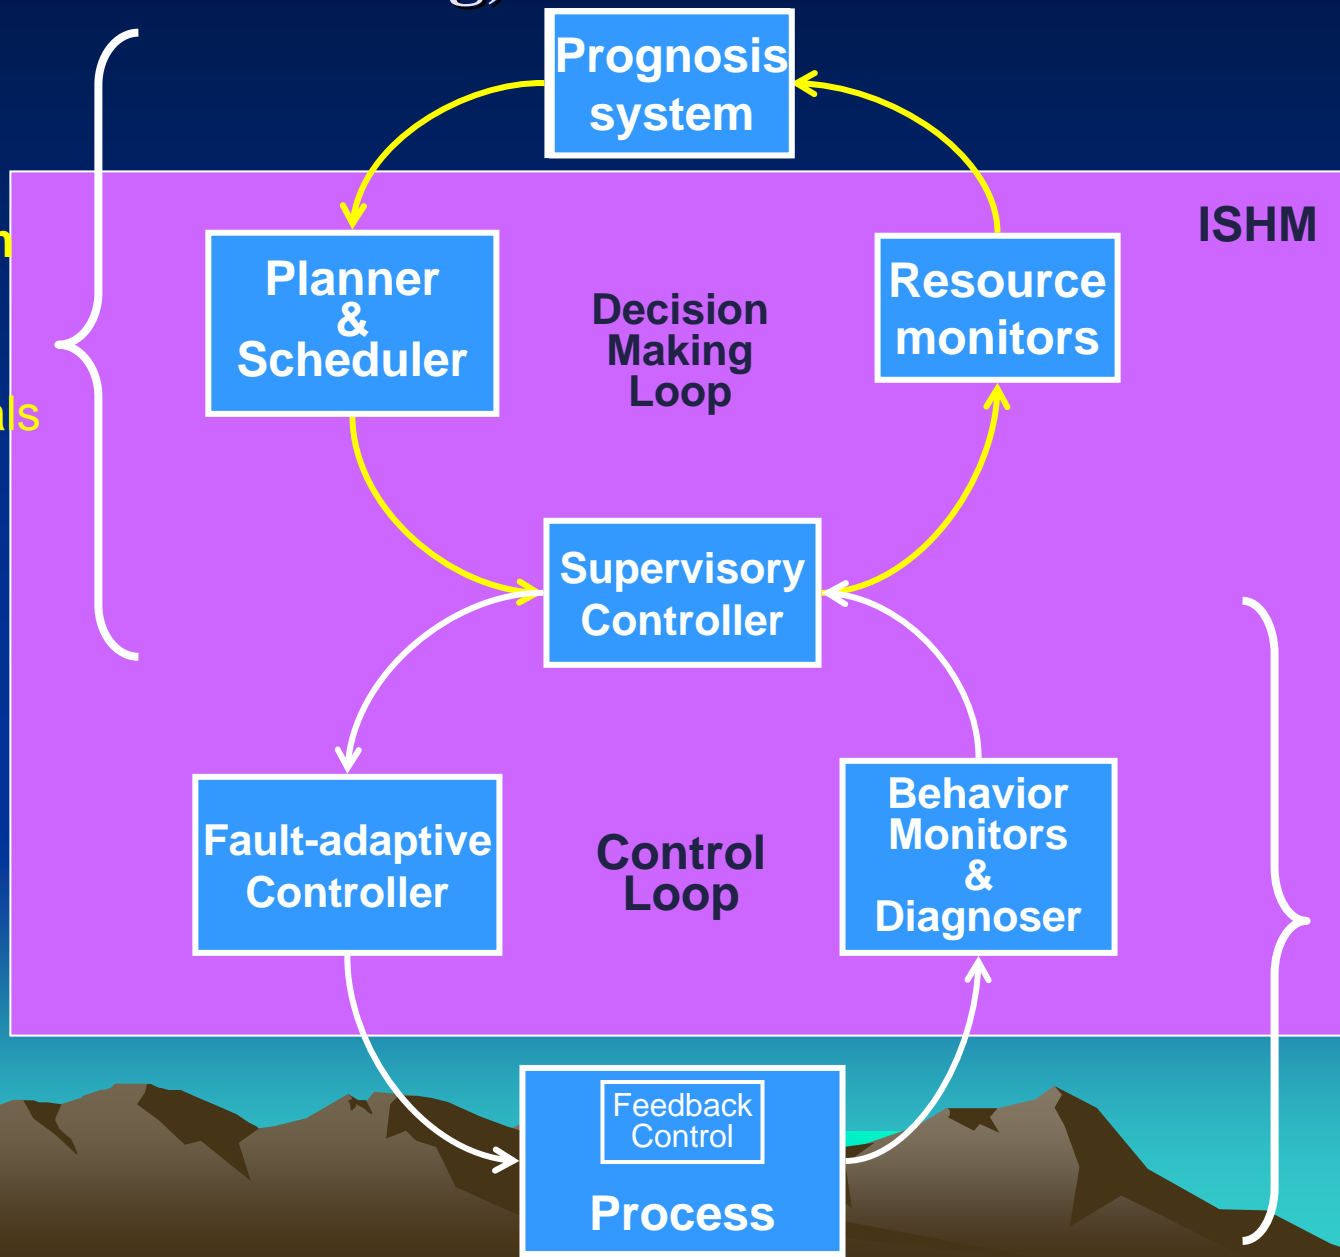 Prognosis
system
ISHM
Planner
&
Scheduler
Decision
Making
Loop
Resource
monitors
Supervisory
Controller
Fault-adaptive
Controller
Control
Loop
Behavior
Monitors
&
Diagnoser
Feedback
Control
Process